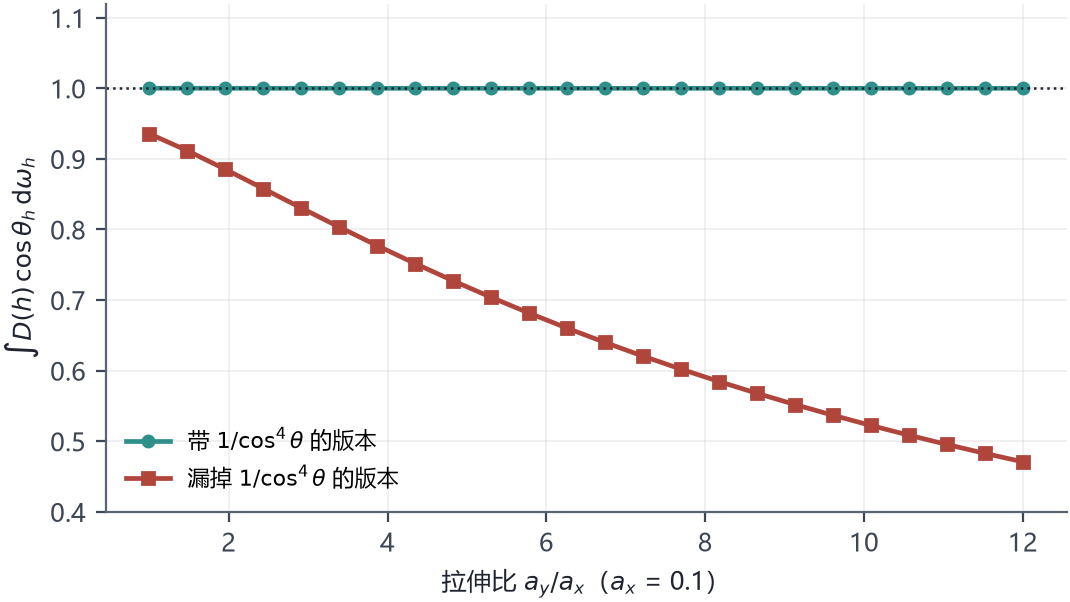 1.1
1.0
0.9
0.8
0.7
0.6
0.5
0.4
∫D(h) cos θₕ dωₕ
带 1/cos⁴ θ 的版本
漏掉 1/cos⁴ θ 的版本
2 4 6 8 10 12
拉伸比 a_y/a_x（a_x = 0.1）